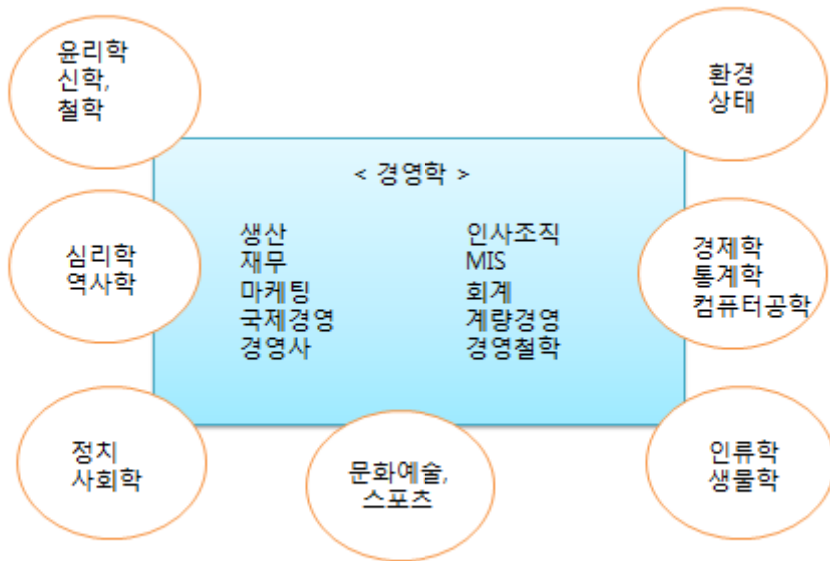 윤리학
신학,
철학
환경
상태
< 경영학 >
심리학
역사학
생산
재무
마케팅
국제경영
경영사
인사조직
MIS
회계
계량경영
경영철학
경제학
통계학
컴퓨터공학
정치
사회학
문화예술,
스포츠
인류학
생물학